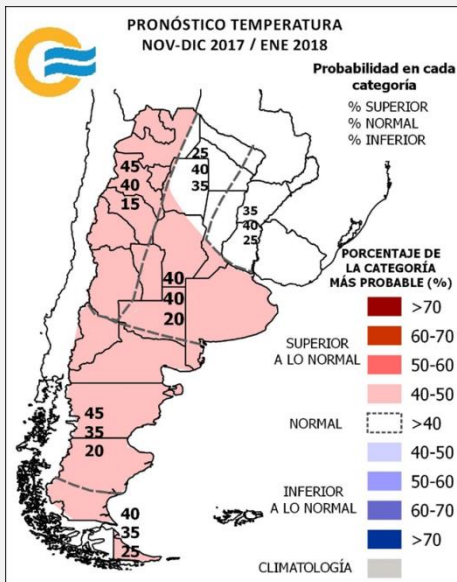 PRONÓSTICO TEMPERATURA
NOV-DIC 2017 / ENE 2018
Probabilidad en cada
categoría
% SUPERIOR
% NORMAL
% INFERIOR
25
40
35
45
40
15
35
40
25
40
40
20
45
35
20
40
35
25
PORCENTAJE DE
LA CATEGORÍA
MÁS PROBABLE (%)
SUPERIOR
A LO NORMAL
>70
60-70
50-60
40-50
NORMAL
>40
INFERIOR
A LO NORMAL
40-50
50-60
60-70
>70
CLIMATOLOGÍA